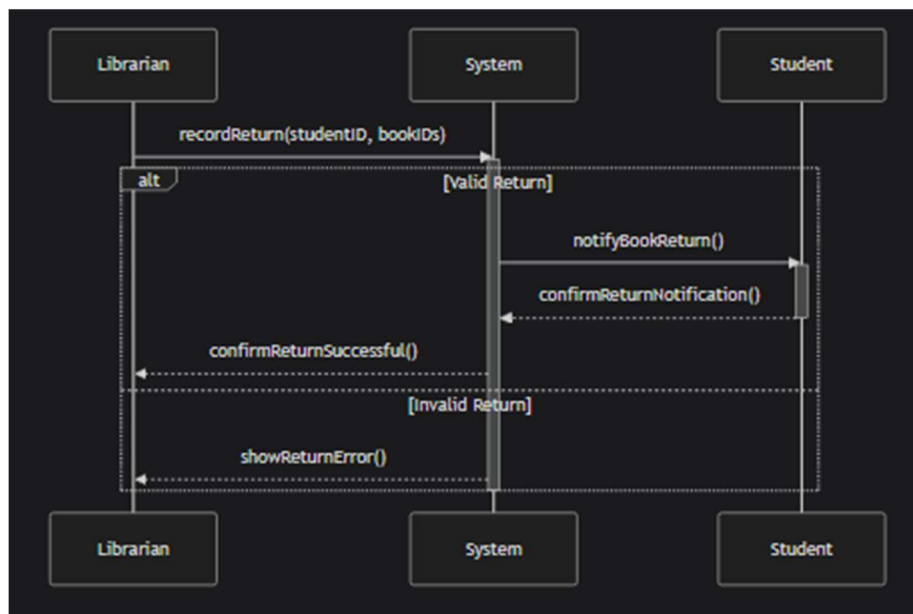 Librarian
System
Student
recordReturn(studentID, bookIDs)
alt
[Valid Return]
notifyBookReturn()
confirmReturnNotification()
confirmReturnSuccessful()
[Invalid Return]
showReturnError()
Librarian
System
Student